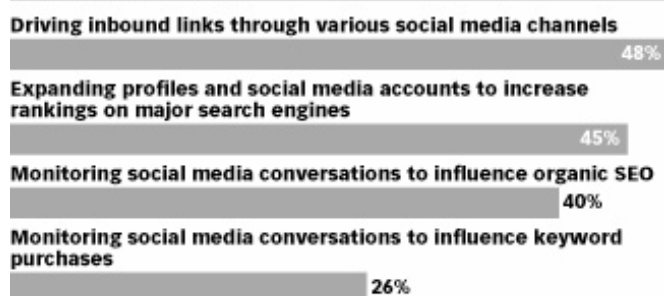 Driving inbound links through various social media channels
48%
Expanding profiles and social media accounts to increase
rankings on major search engines
45%
Monitoring social media conversations to influence organic SEO
40%
Monitoring social media conversations to influence keyword
purchases
26%